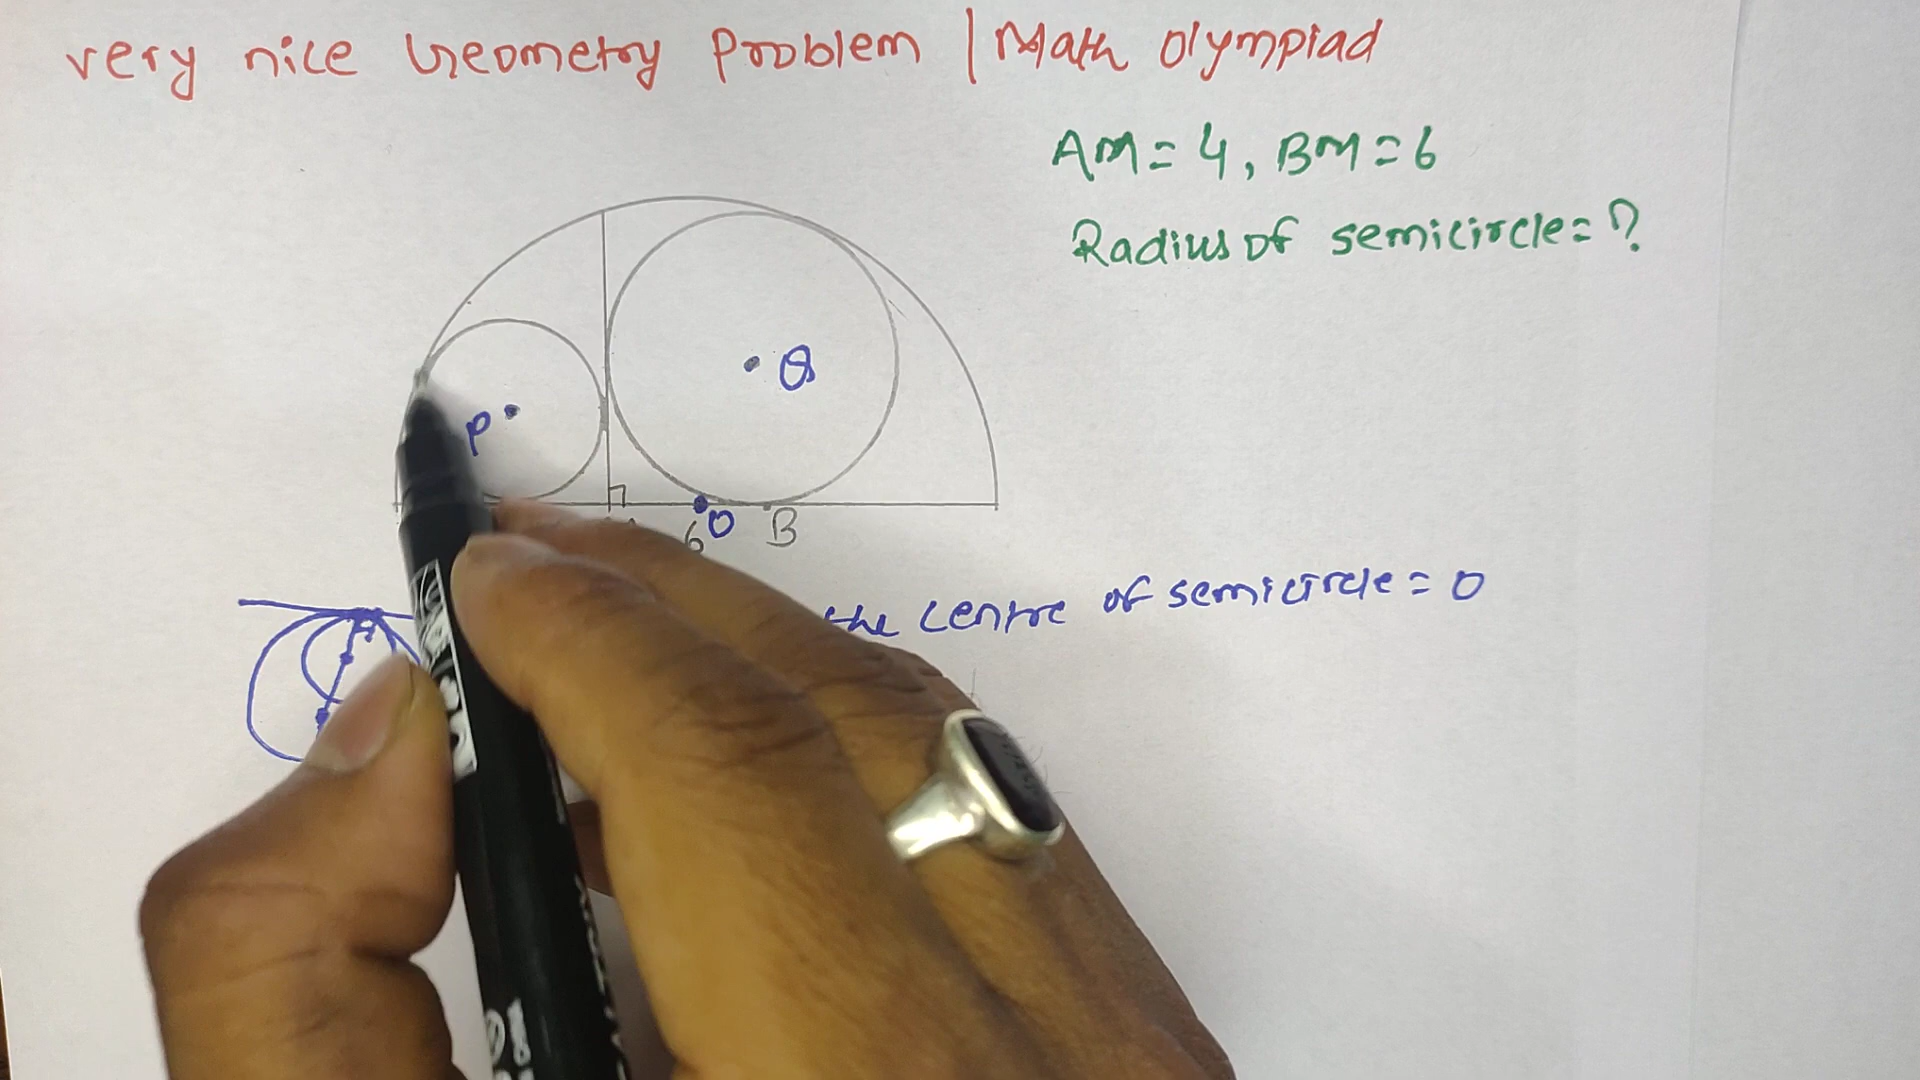 very nice Geometry Problem | Math Olympiad
AM = 4, BM = 6
Radius of semicircle = ?
Q
P
6 O B
the centre of semicircle = O